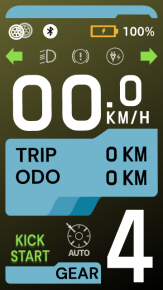 100%
00.0
KM/H
TRIP 0 KM
ODO 0 KM
KICK
START
AUTO
GEAR
4